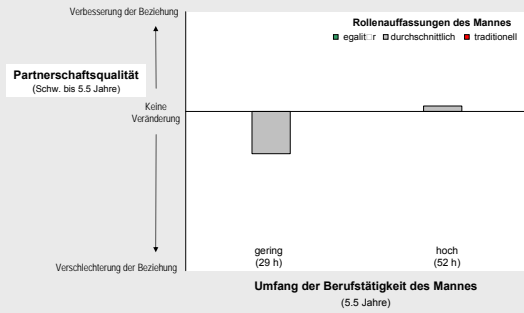 Verbesserung der Beziehung
Rollenauffassungen des Mannes
egalit□r durchschnittlich traditionell
Partnerschaftsqualität
(Schw. bis 5.5 Jahre)
Keine
Veränderung
gering
(29 h)
hoch
(52 h)
Verschlechterung der Beziehung
Umfang der Berufstätigkeit des Mannes
(5.5 Jahre)